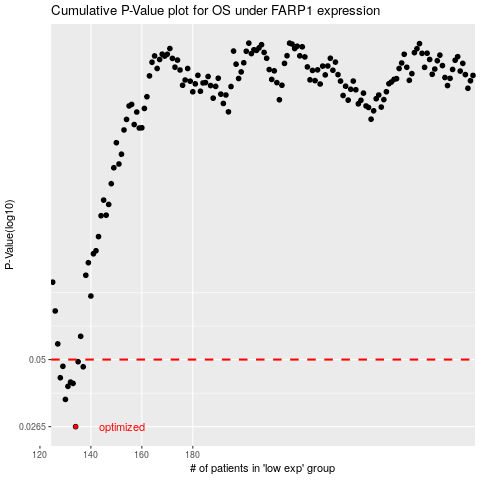 Cumulative P-Value plot for OS under FARP1 expression
P-Value(log10)
0.05
0.0265
optimized
120 140 160 180
# of patients in 'low exp' group